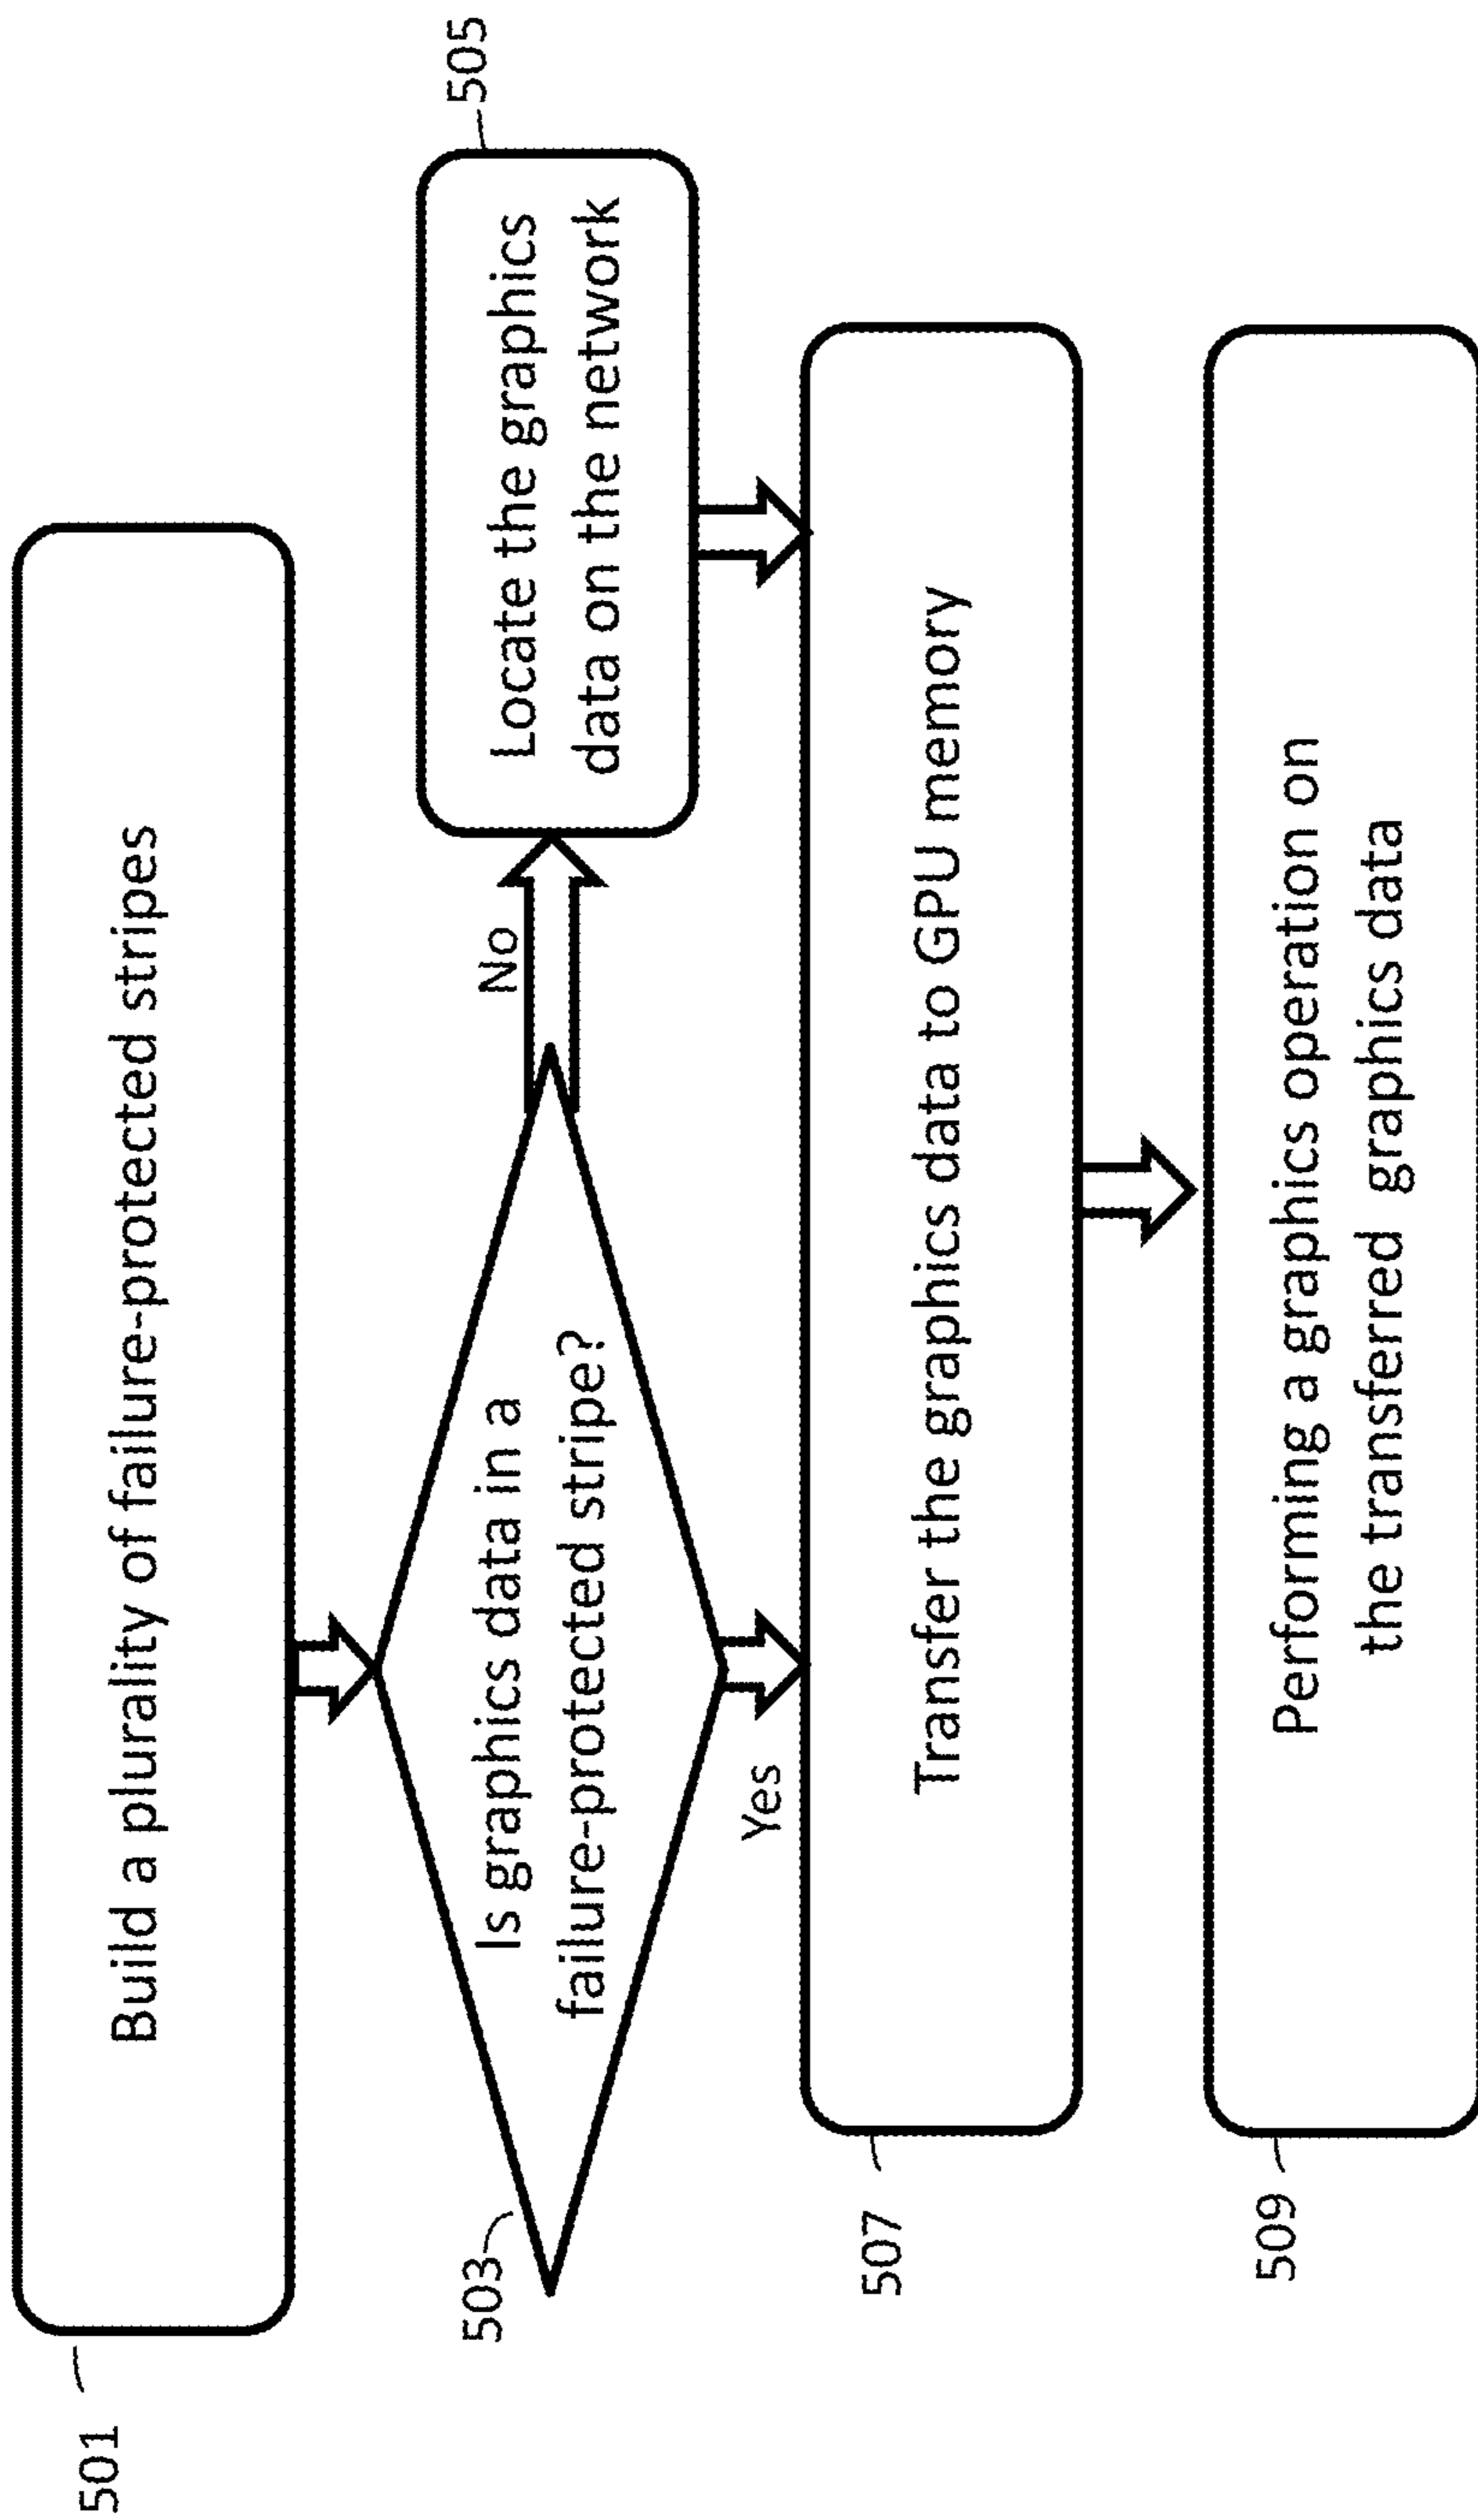 501
Build a plurality of failure-protected stripes
503
Is graphics data in a
failure-protected stripe?
No
505
Locate the graphics
data on the network
Yes
507
Transfer the graphics data to GPU memory
509
Performing a graphics operation on
the transferred graphics data